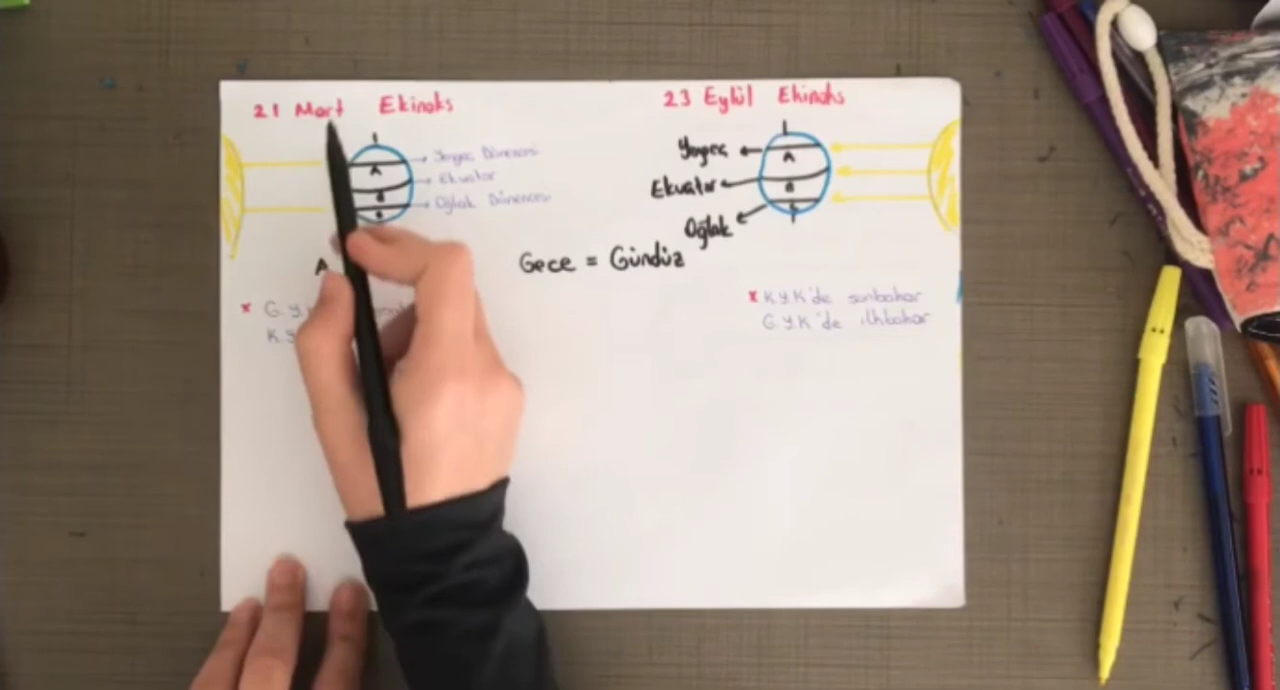 21 Mart Ekinoks
Yengeç Dönencesi
A
Ekvator
B
Oğlak Dönencesi
A
G.Y.
K.Y
23 Eylül Ekinoks
Yengeç
A
Ekvator
B
Oğlak
C
Gece = Gündüz
x K.Y.K'de sonbahar
G.Y.K'de ilkbahar